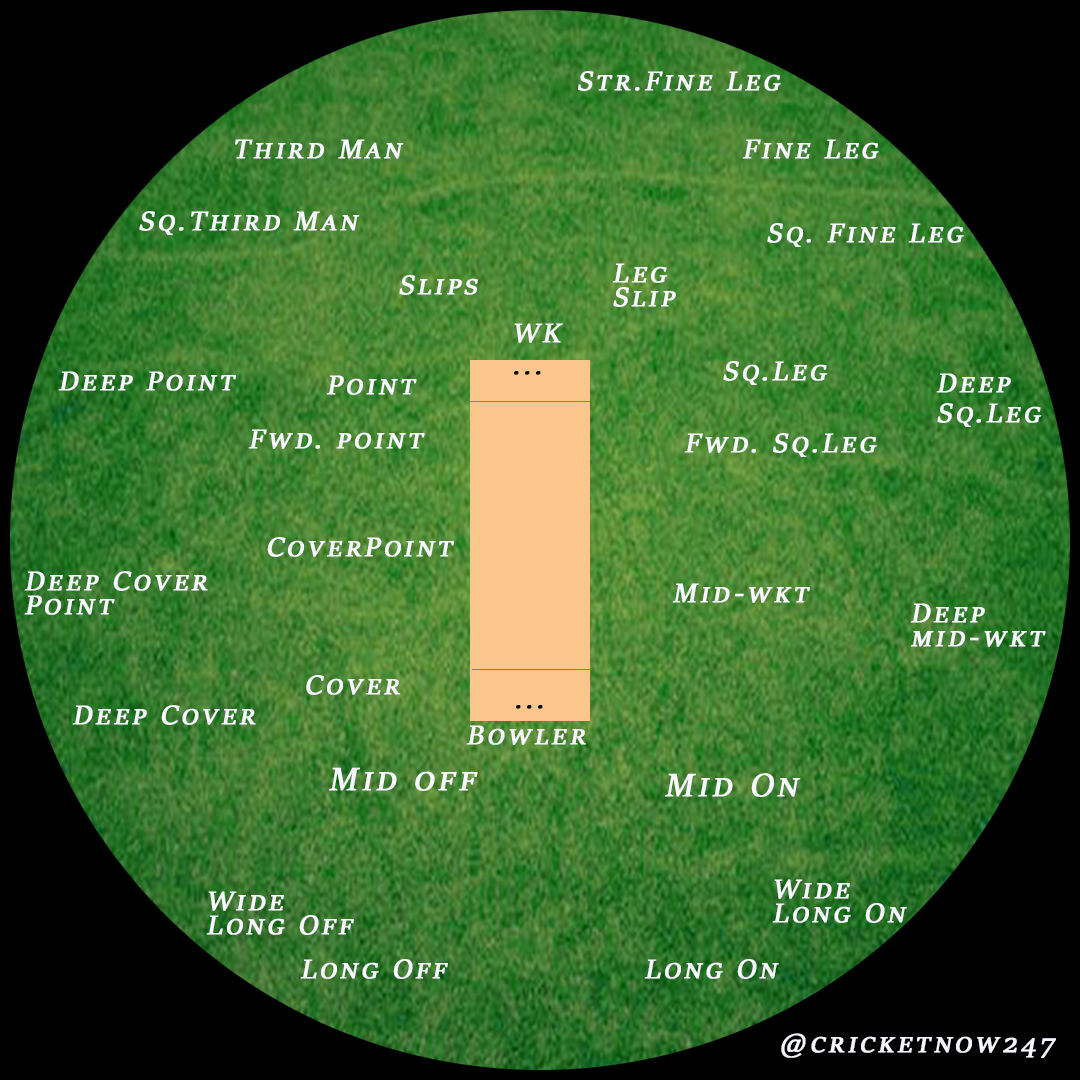 Str.Fine Leg
Third Man
Fine Leg
Sq.Third Man
Sq. Fine Leg
Slips
Leg
Slip
WK
...
Deep Point
Point
Sq.Leg
Deep
Sq.Leg
Fwd. point
Fwd. Sq.Leg
CoverPoint
Deep Cover
Point
Mid-wkt
Deep
mid-wkt
Cover
Deep Cover
...
Bowler
Mid off
Mid On
Wide
Long Off
Wide
Long On
Long Off
Long On
@cricketnow247